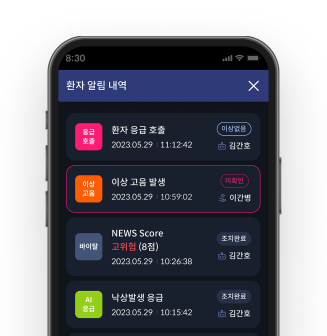 8:30
환자 알림 내역
응급
호출
환자 응급 호출
이상없음
2023.05.29 11:12:42
김간호
이상
고음
이상 고음 발생
미확인
2023.05.29 10:59:02
이간병
바이탈
NEWS Score
고위험 (8점)
조치완료
2023.05.29 10:26:38
김간호
AI
응급
낙상발생 응급
조치완료
2023.05.29 10:15:42
김간호